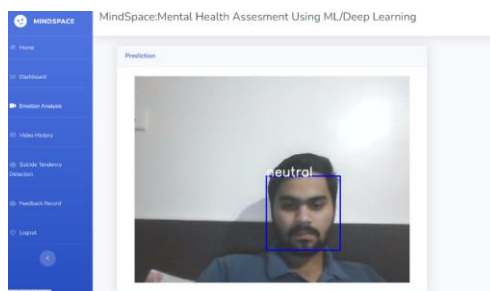 MINDSPACE
MindSpace:Mental Health Assesment Using ML/Deep Learning
Home
Dashboard
Emotion Analysis
Video History
Suicide Tendency
Detection
Feedback Record
Logout
Prediction
neutral